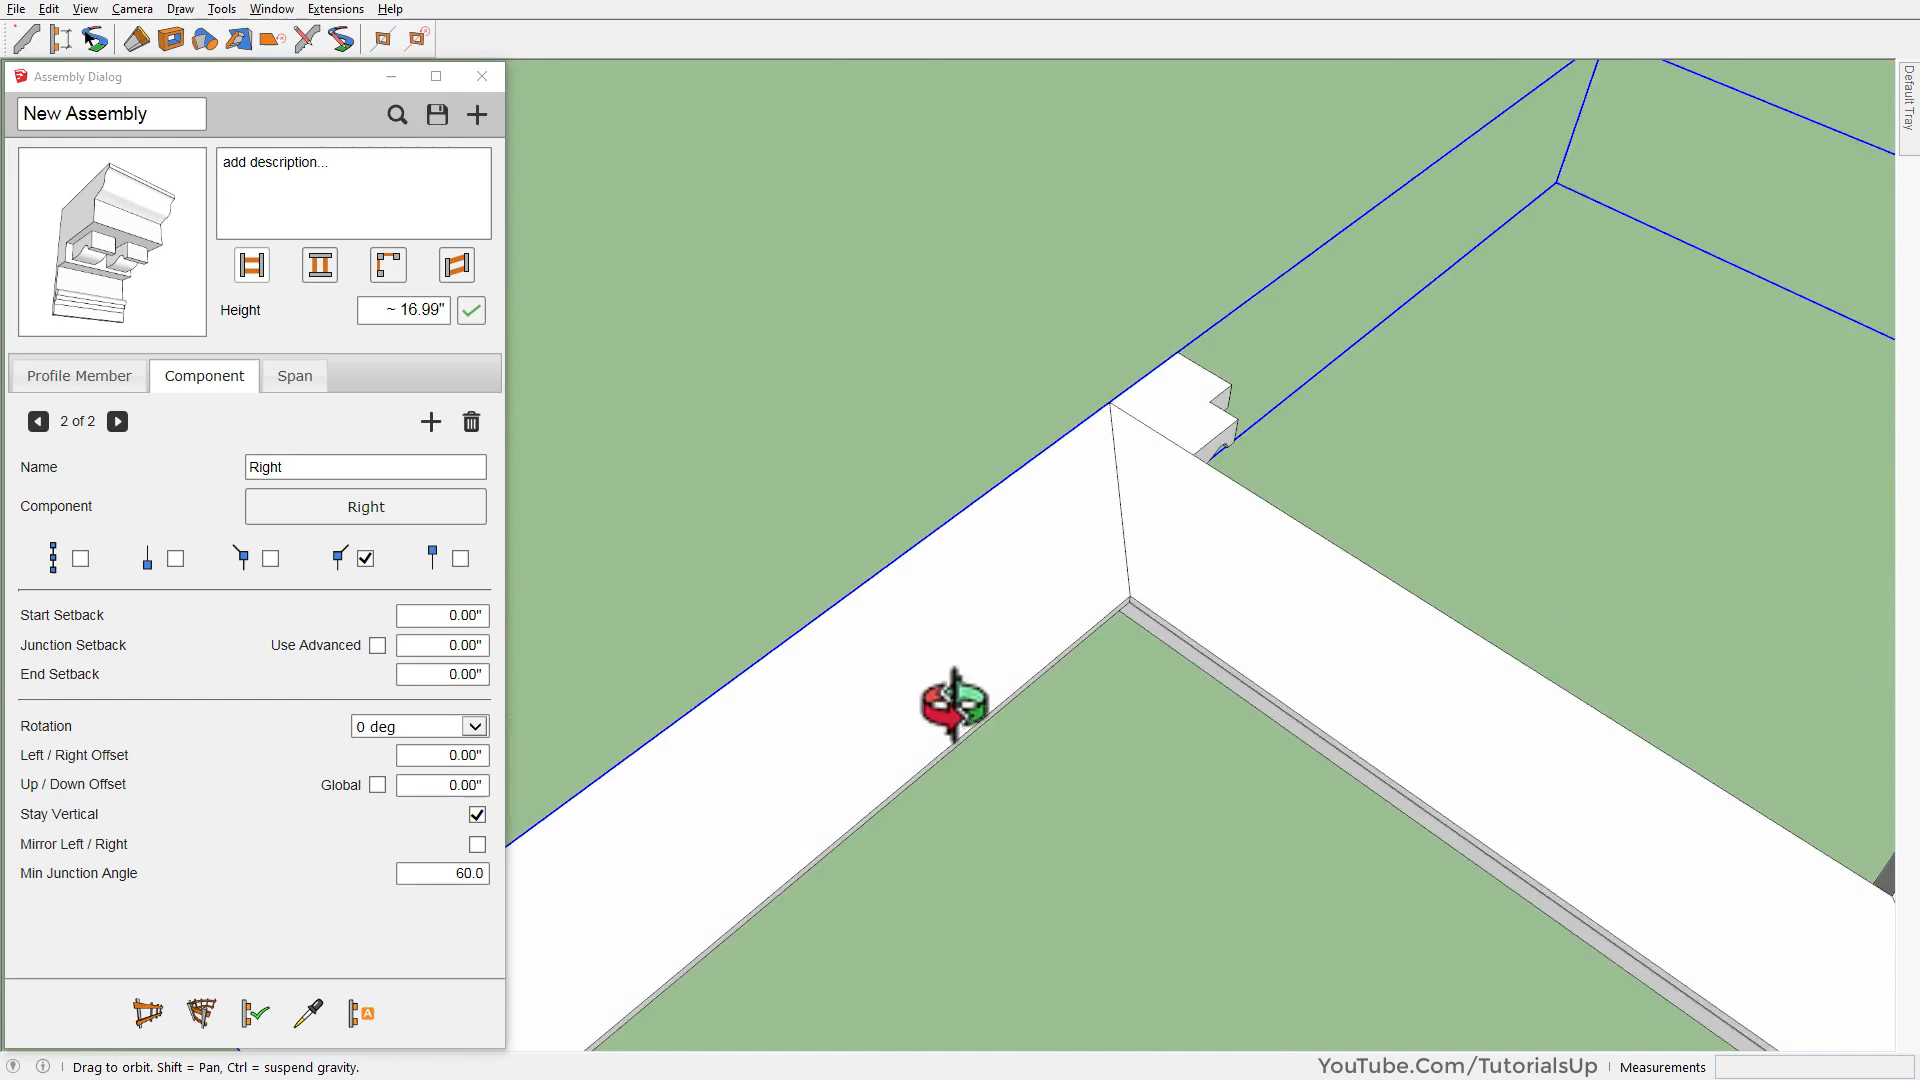 File Edit View Camera Draw Tools Window Extensions Help
Assembly Dialog
New Assembly
add description...
Height ~ 16.99"
Profile Member Component Span
2 of 2
Name Right
Component Right
Start Setback 0.00"
Junction Setback Use Advanced 0.00"
End Setback 0.00"
Rotation 0 deg
Left / Right Offset 0.00"
Up / Down Offset Global 0.00"
Stay Vertical
Mirror Left / Right
Min Junction Angle 60.0
A
Default Tray
Drag to orbit. Shift = Pan, Ctrl = suspend gravity.
YouTube.Com/TutorialsUp
Measurements